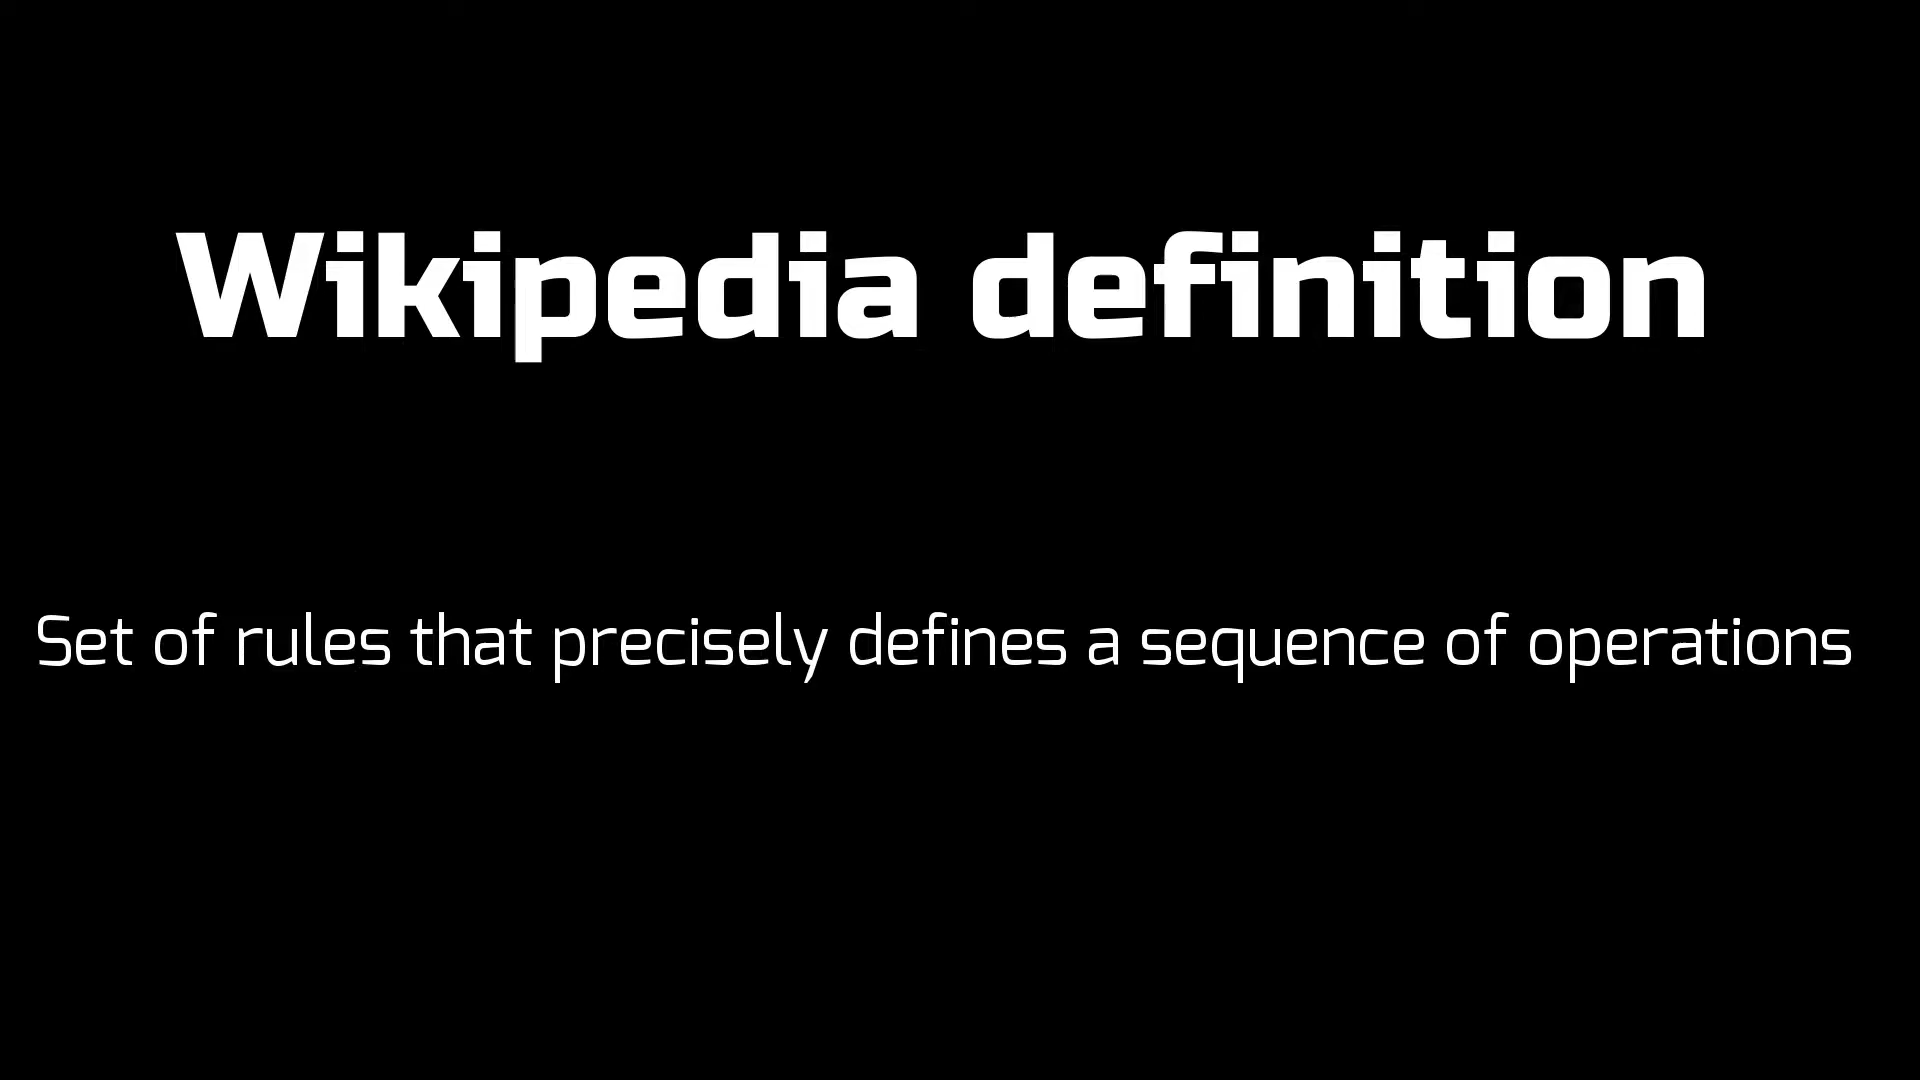 Wikipedia definition
Set of rules that precisely defines a sequence of operations